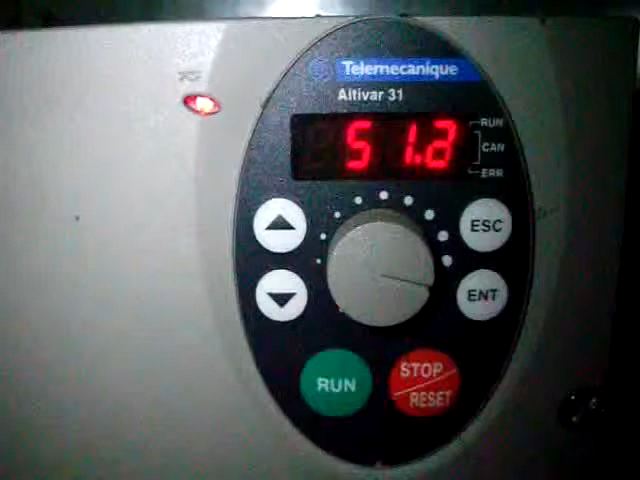 Telemecanique
Altivar 31
RUN
51.2
CAN
ERR
ESC
ENT
RUN
STOP
RESET